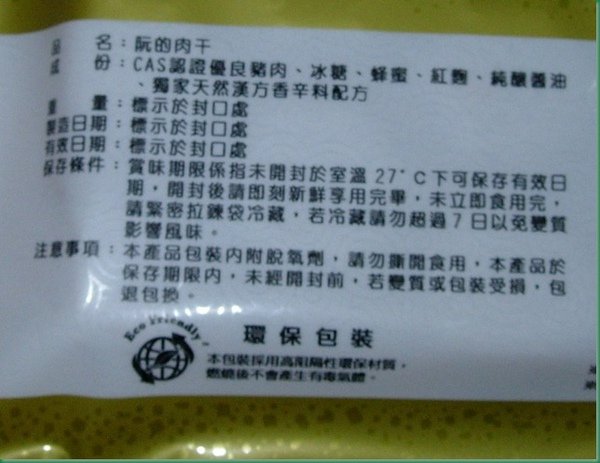 品名：阮的肉干
成份：CAS認證優良豬肉、冰糖、蜂蜜、紅麴、純釀醬油
、獨家天然漢方香辛料配方
重量：標示於封口處
製造日期：標示於封口處
有效日期：標示於封口處
保存條件：賞味期限係指未開封於室溫27°C下可保存有效日
期，開封後請即刻新鮮享用完畢，未立即食用完，
請緊密拉鍊袋冷藏，若冷藏請勿超過7日以免變質
影響風味。
注意事項：本產品包裝內附脫氧劑，請勿撕開食用，本產品於
保存期限內，未經開封前，若變質或包裝受損，包
退包換。
Eco Friendly
環保包裝
本包裝採用高阻隔性環保材質，
燃燒後不會產生有毒氣體。